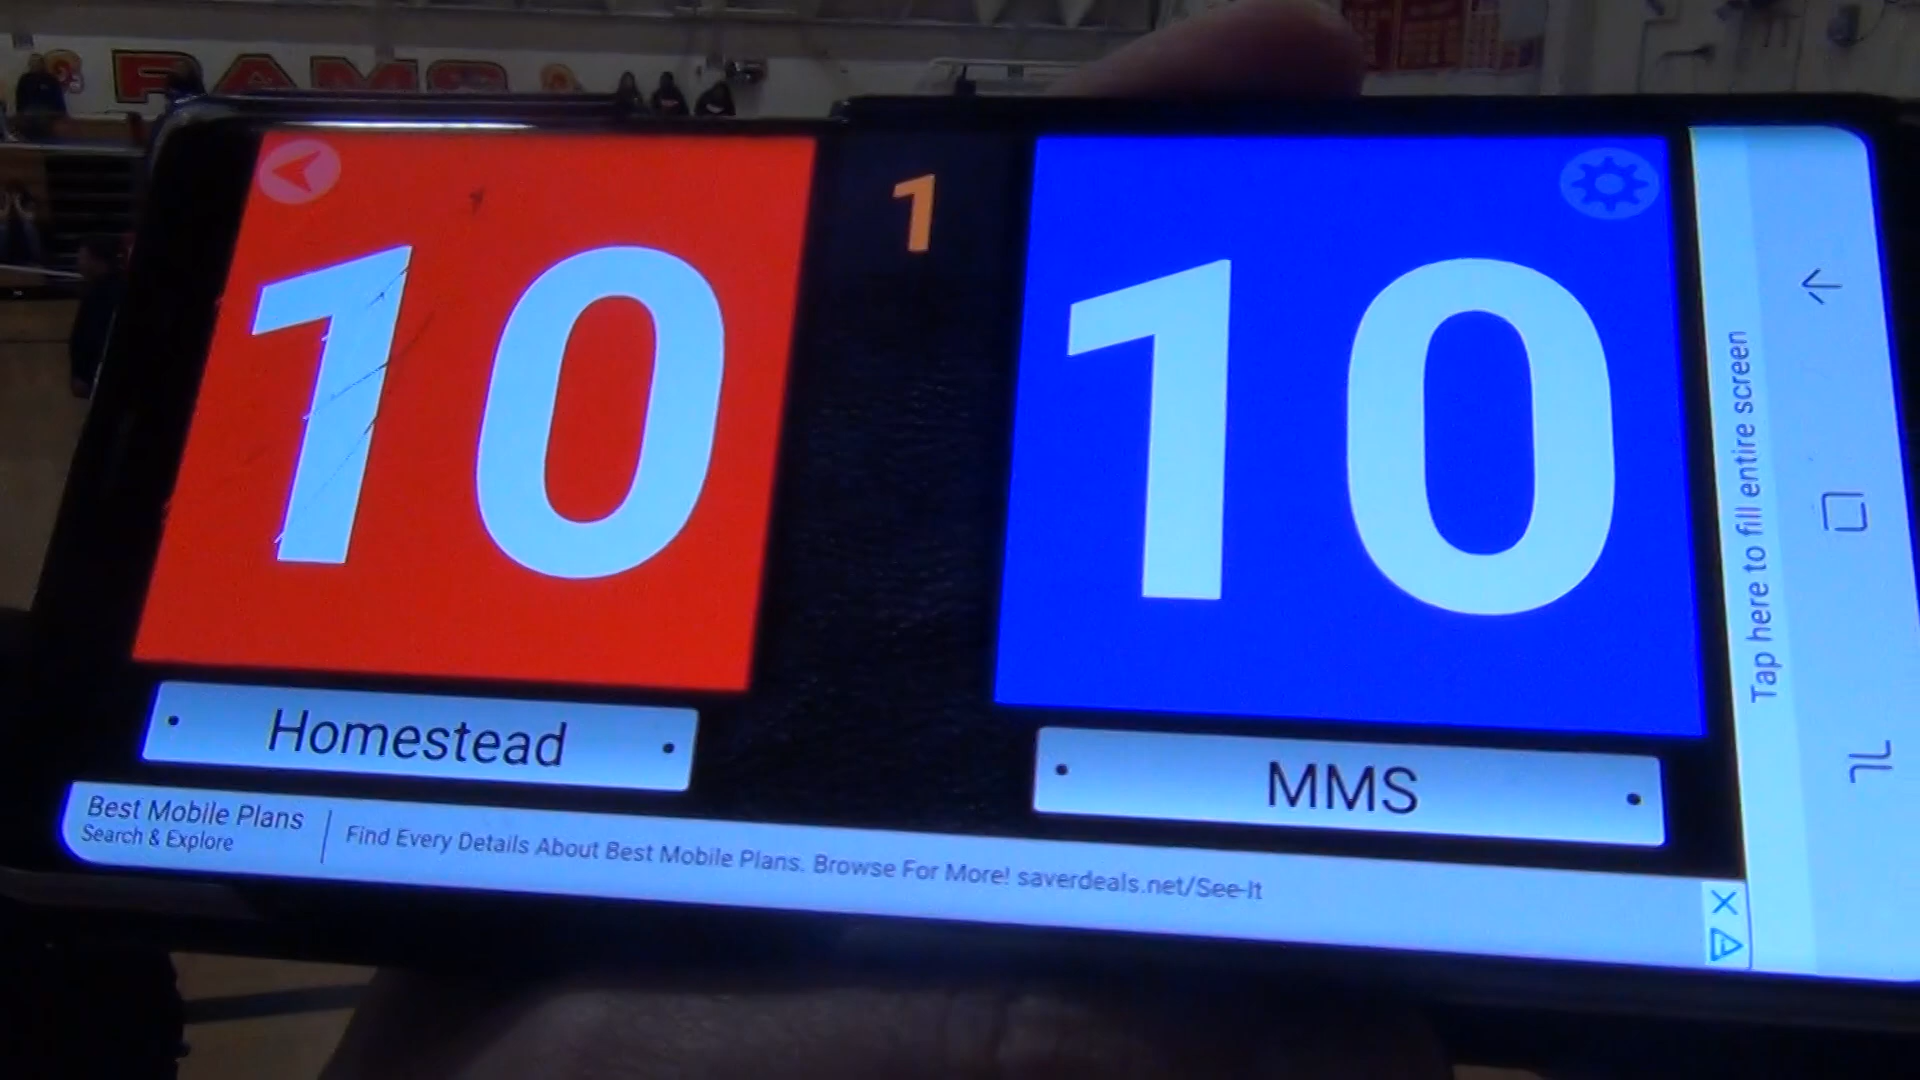 RAMS
10
1
10
Homestead
MMS
Best Mobile Plans
Search & Explore
Find Every Details About Best Mobile Plans. Browse For More! saverdeals.net/See-It
Tap here to fill entire screen